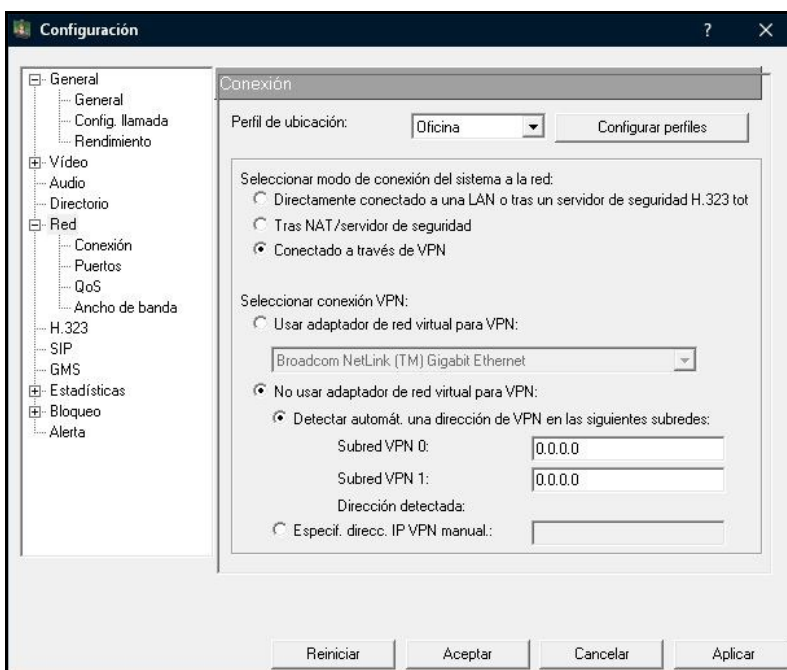 Configuración
?
General
General
Config. llamada
Rendimiento
Vídeo
Audio
Directorio
Red
Conexión
Puertos
QoS
Ancho de banda
H.323
SIP
GMS
Estadísticas
Bloqueo
Alerta
Conexión
Perfil de ubicación: Oficina Configurar perfiles
Seleccionar modo de conexión del sistema a la red:
Directamente conectado a una LAN o tras un servidor de seguridad H.323 tot
Tras NAT/servidor de seguridad
Conectado a través de VPN
Seleccionar conexión VPN:
Usar adaptador de red virtual para VPN:
Broadcom NetLink (TM) Gigabit Ethernet
No usar adaptador de red virtual para VPN:
Detectar automát. una dirección de VPN en las siguientes subredes:
Subred VPN 0: 0.0.0.0
Subred VPN 1: 0.0.0.0
Dirección detectada:
Especif. direcc. IP VPN manual.:
Reiniciar Aceptar Cancelar Aplicar